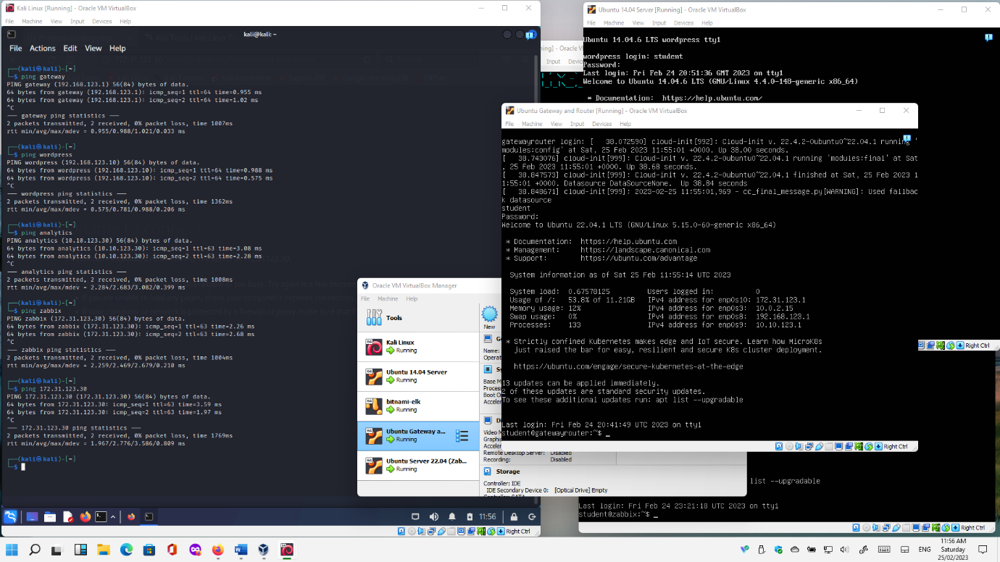 Kali Linux [Running] - Oracle VM VirtualBox
File Machine View Input Devices Help
kali@kali: ~
File Actions Edit View Help
┌──(kali㉿kali)-[~]
└─$ ping gateway
PING gateway (192.168.123.1) 56(84) bytes of data.
64 bytes from gateway (192.168.123.1): icmp_seq=1 ttl=64 time=0.955 ms
64 bytes from gateway (192.168.123.1): icmp_seq=2 ttl=64 time=1.02 ms
^C
— gateway ping statistics —
2 packets transmitted, 2 received, 0% packet loss, time 1007ms
rtt min/avg/max/mdev = 0.955/0.988/1.021/0.033 ms
┌──(kali㉿kali)-[~]
└─$ ping wordpress
PING wordpress (192.168.123.10) 56(84) bytes of data.
64 bytes from wordpress (192.168.123.10): icmp_seq=1 ttl=64 time=0.988 ms
64 bytes from wordpress (192.168.123.10): icmp_seq=2 ttl=64 time=0.575 ms
^C
— wordpress ping statistics —
2 packets transmitted, 2 received, 0% packet loss, time 1362ms
rtt min/avg/max/mdev = 0.575/0.781/0.988/0.206 ms
┌──(kali㉿kali)-[~]
└─$ ping analytics
PING analytics (10.10.123.30) 56(84) bytes of data.
64 bytes from analytics (10.10.123.30): icmp_seq=1 ttl=63 time=3.08 ms
64 bytes from analytics (10.10.123.30): icmp_seq=2 ttl=63 time=2.28 ms
^C
— analytics ping statistics —
2 packets transmitted, 2 received, 0% packet loss, time 1008ms
rtt min/avg/max/mdev = 2.284/2.683/3.082/0.399 ms
┌──(kali㉿kali)-[~]
└─$ ping zabbix
PING zabbix (172.31.123.30) 56(84) bytes of data.
64 bytes from zabbix (172.31.123.30): icmp_seq=1 ttl=63 time=2.26 ms
64 bytes from zabbix (172.31.123.30): icmp_seq=2 ttl=63 time=2.68 ms
^C
— zabbix ping statistics —
2 packets transmitted, 2 received, 0% packet loss, time 1004ms
rtt min/avg/max/mdev = 2.259/2.469/2.679/0.210 ms
┌──(kali㉿kali)-[~]
└─$ ping 172.31.123.30
PING 172.31.123.30 (172.31.123.30) 56(84) bytes of data.
64 bytes from 172.31.123.30: icmp_seq=1 ttl=63 time=3.59 ms
64 bytes from 172.31.123.30: icmp_seq=2 ttl=63 time=1.97 ms
^C
— 172.31.123.30 ping statistics —
2 packets transmitted, 2 received, 0% packet loss, time 1769ms
rtt min/avg/max/mdev = 1.967/2.776/3.586/0.809 ms
┌──(kali㉿kali)-[~]
└─$
11:56
Right Ctrl
ing] - Oracle VM
Input
Ubuntu 14.04 Server [Running] - Oracle VM VirtualBox
File Machine View Input Devices Help
Ubuntu 14.04.6 LTS wordpress tty1
wordpress login: student
Password:
Last login: Fri Feb 24 20:51:36 GMT 2023 on tty1
Welcome to Ubuntu 14.04.6 LTS (GNU/Linux 4.4.0-148-generic x86_64)
* Documentation: https://help.ubuntu.com/
Right Ctrl
Ubuntu Gateway and Router [Running] - Oracle VM VirtualBox
File Machine View Input Devices Help
gatewayrouter login: [ 38.072590] cloud-init[992]: Cloud-init v. 22.4.2-0ubuntu0~22.04.1 running '
modules:config' at Sat, 25 Feb 2023 11:55:01 +0000. Up 38.00 seconds.
[ 38.743076] cloud-init[999]: Cloud-init v. 22.4.2-0ubuntu0~22.04.1 running 'modules:final' at Sat
, 25 Feb 2023 11:55:01 +0000. Up 38.68 seconds.
[ 38.847573] cloud-init[999]: Cloud-init v. 22.4.2-0ubuntu0~22.04.1 finished at Sat, 25 Feb 2023 1
1:55:01 +0000. Datasource DataSourceNone. Up 38.84 seconds
[ 38.848671] cloud-init[999]: 2023-02-25 11:55:01,969 - cc_final_message.py[WARNING]: Used fallbac
k datasource
student
Password:
Welcome to Ubuntu 22.04.1 LTS (GNU/Linux 5.15.0-60-generic x86_64)
* Documentation: https://help.ubuntu.com
* Management: https://landscape.canonical.com
* Support: https://ubuntu.com/advantage
System information as of Sat 25 Feb 11:55:14 UTC 2023
System load: 0.67578125 Users logged in: 0
Usage of /: 53.8% of 11.21GB IPv4 address for enp0s10: 172.31.123.1
Memory usage: 12% IPv4 address for enp0s3: 10.0.2.15
Swap usage: 0% IPv4 address for enp0s8: 192.168.123.1
Processes: 133 IPv4 address for enp0s9: 10.10.123.1
* Strictly confined Kubernetes makes edge and IoT secure. Learn how MicroK8s
just raised the bar for easy, resilient and secure K8s cluster deployment.
https://ubuntu.com/engage/secure-kubernetes-at-the-edge
13 updates can be applied immediately.
2 of these updates are standard security updates.
To see these additional updates run: apt list --upgradable
Last login: Fri Feb 24 20:41:49 UTC 2023 on tty1
student@gatewayrouter:~$ _
Right Ctrl
Oracle VM VirtualBox Manager
File Machine Help
Tools
New
Kali Linux
Running
Ubuntu 14.04 Server
Running
bitnami-elk
Running
Ubuntu Gateway a...
Running
Ubuntu Server 22.04 (Zab...
Running
Name:
Remote Desktop Server: Disabled
Recording: Disabled
Storage
Controller: IDE
IDE Secondary Device 0: [Optical Drive] Empty
list --upgradable
Last login: Fri Feb 24 23:21:18 UTC 2023 on tty1
student@zabbix:~$ _
Right Ctrl
ENG
11:56 AM
Saturday
25/02/2023